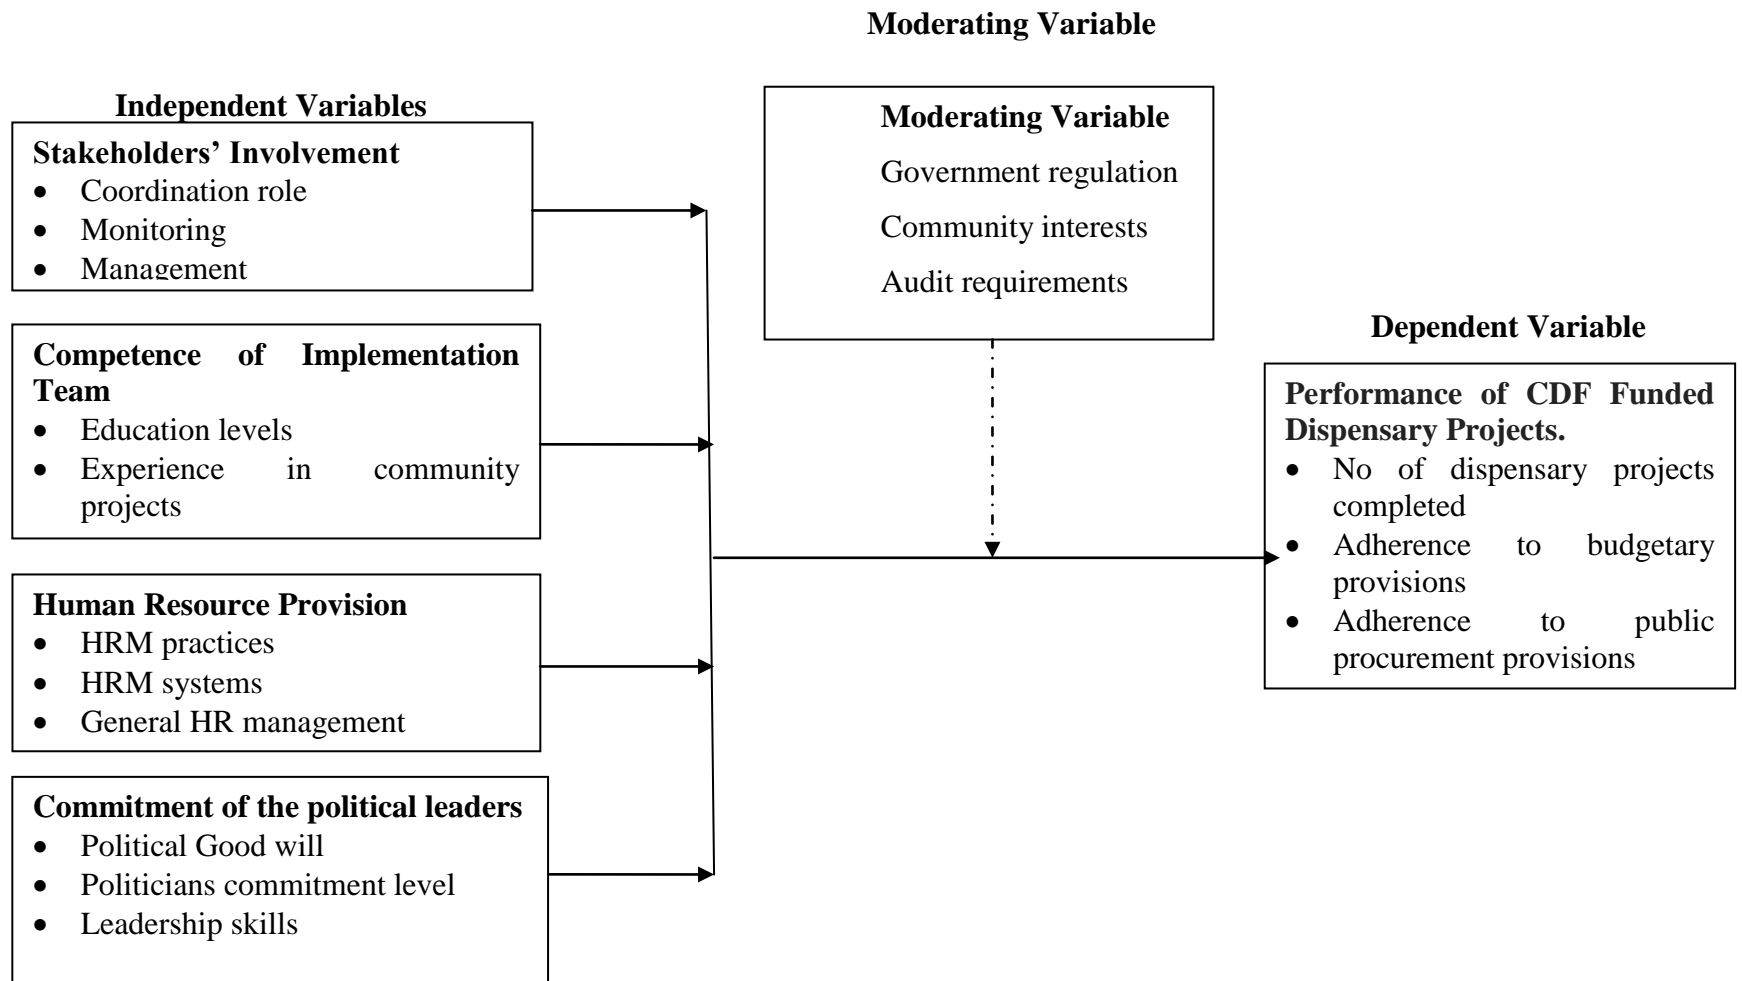 Moderating Variable
Independent Variables
Stakeholders’ Involvement
• Coordination role
• Monitoring
• Management
Competence of Implementation
Team
• Education levels
• Experience in community
projects
Human Resource Provision
• HRM practices
• HRM systems
• General HR management
Commitment of the political leaders
• Political Good will
• Politicians commitment level
• Leadership skills
Moderating Variable
Government regulation
Community interests
Audit requirements
Dependent Variable
Performance of CDF Funded
Dispensary Projects.
• No of dispensary projects
completed
• Adherence to budgetary
provisions
• Adherence to public
procurement provisions